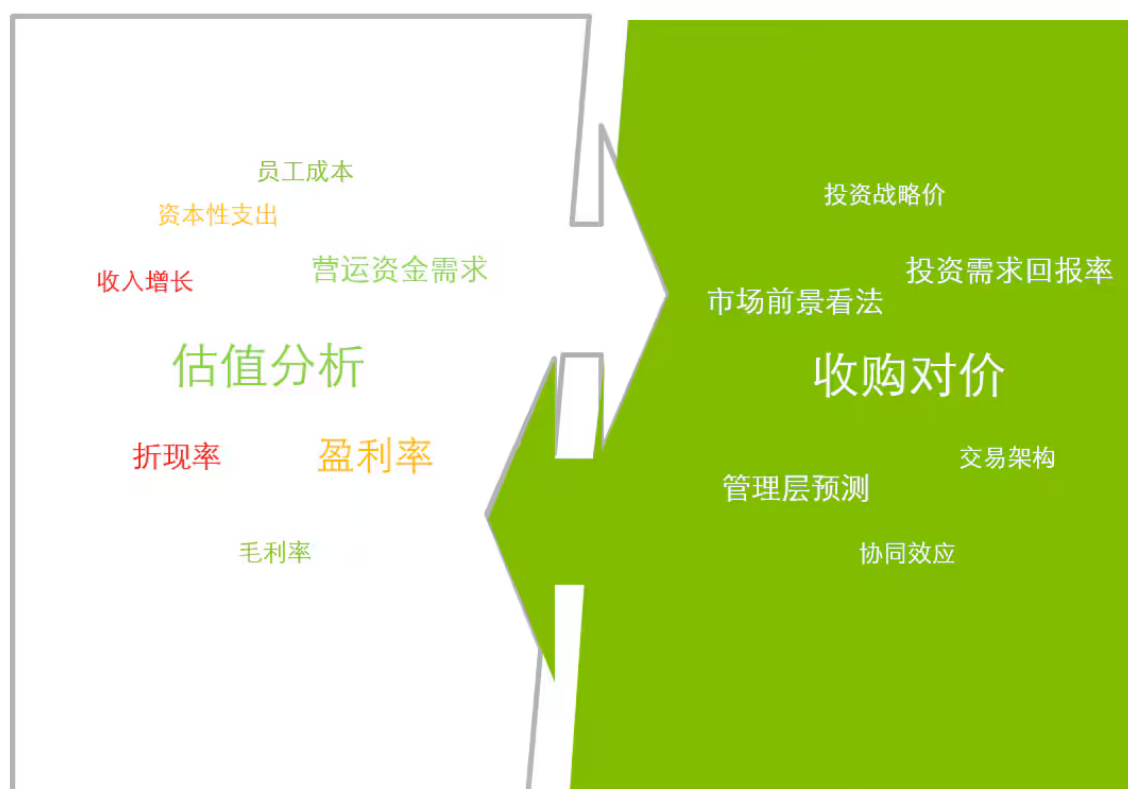 员工成本
资本性支出
收入增长
营运资金需求
估值分析
折现率
盈利率
毛利率
投资战略价
投资需求回报率
市场前景看法
收购对价
交易架构
管理层预测
协同效应